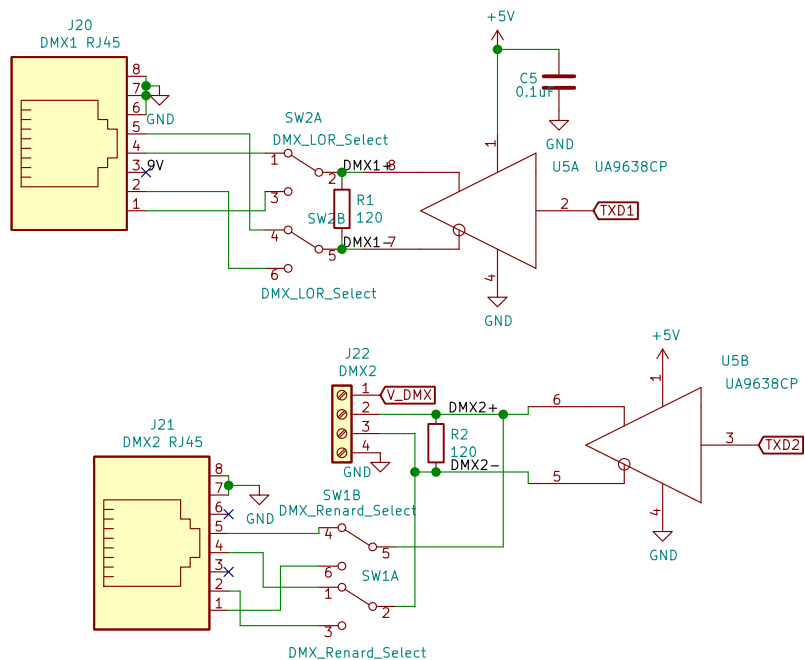 J20
DMX1 RJ45
8
7
6
5
4
3
2
1
GND
9V
SW2A
DMX_LOR_Select
1
2
3
SW2B
4
5
6
DMX_LOR_Select
DMX1+
8
R1
120
DMX1-
7
+5V
C5
0.1uF
GND
1
U5A UA9638CP
2
TXD1
4
GND
J22
DMX2
1
2
3
4
V_DMX
GND
DMX2+
R2
120
DMX2-
6
5
+5V
1
U5B
UA9638CP
3
TXD2
4
GND
J21
DMX2 RJ45
8
7
6
5
4
3
2
1
GND
SW1B
DMX_Renard_Select
4
5
6
SW1A
1
2
3
DMX_Renard_Select